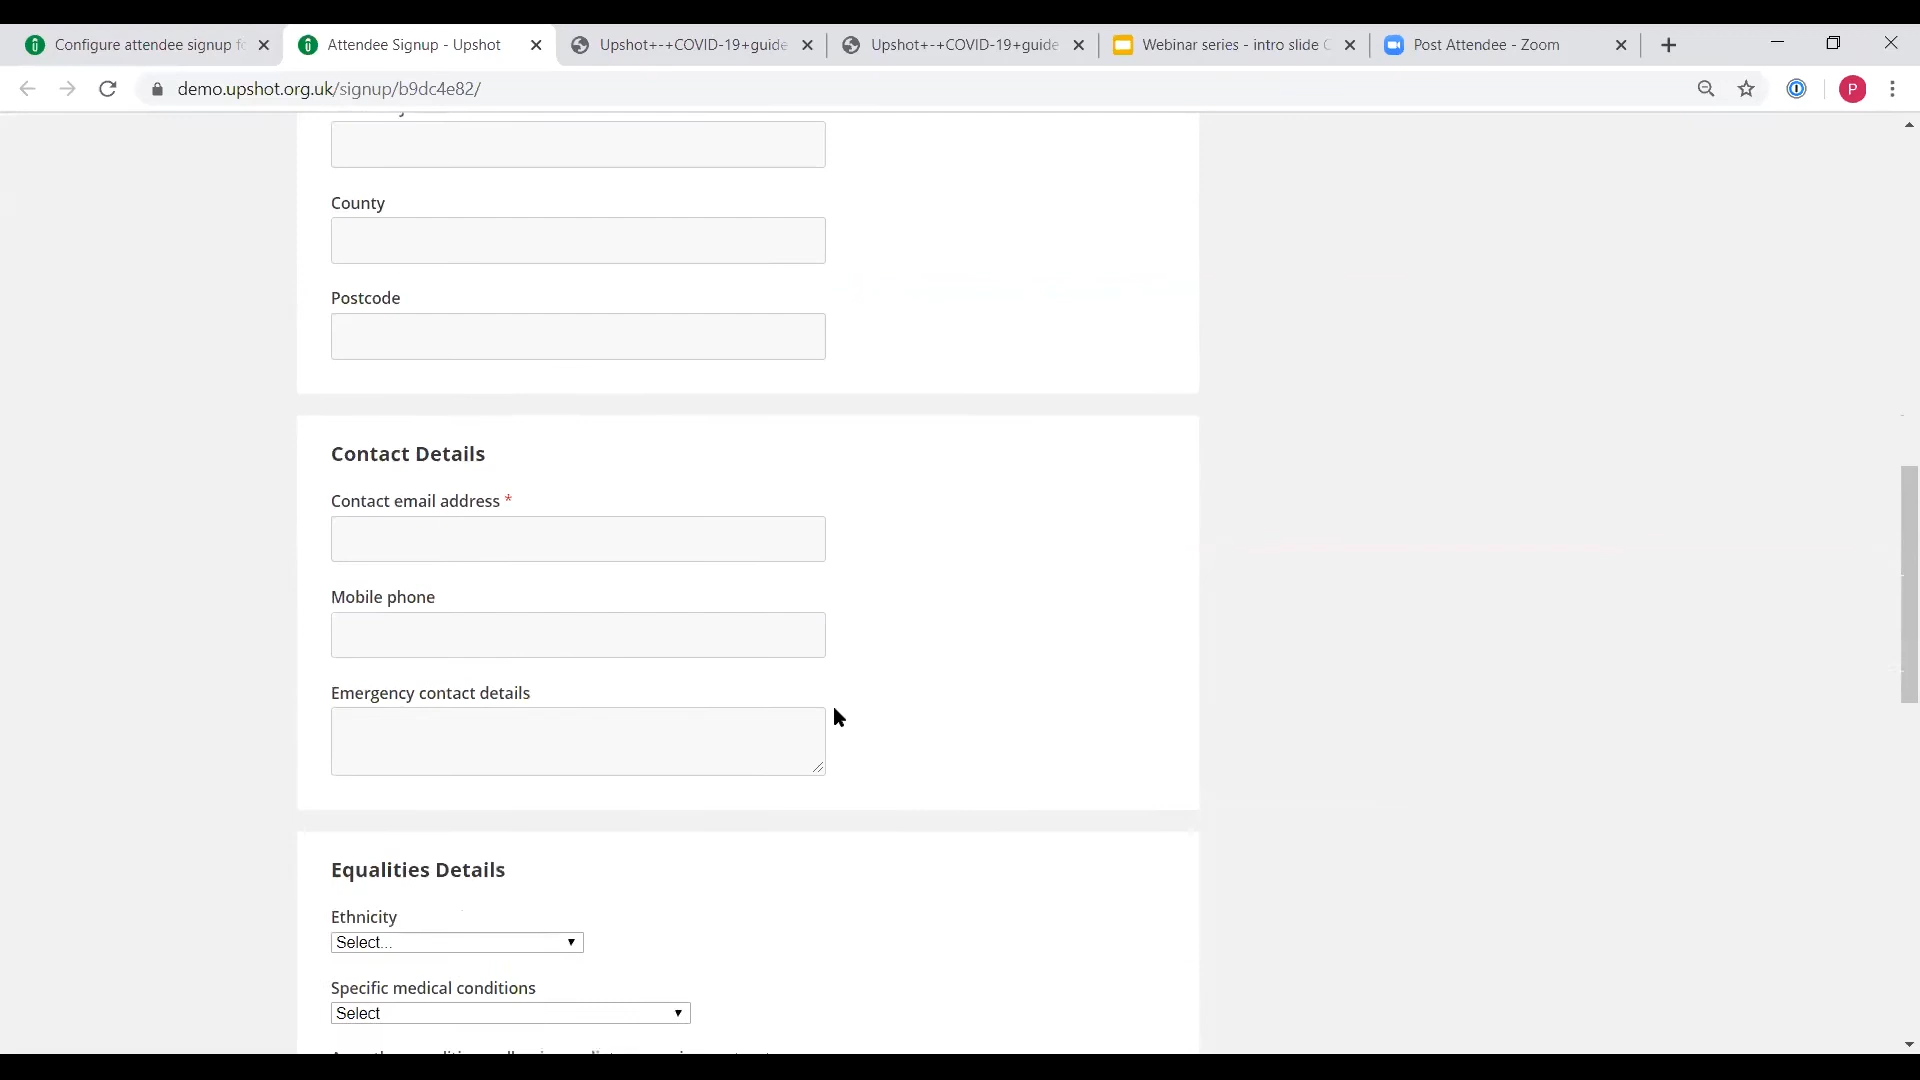 Configure attendee signup fo
Attendee Signup - Upshot
Upshot+-+COVID-19+guide
Upshot+-+COVID-19+guide
Webinar series - intro slide C
Post Attendee - Zoom
demo.upshot.org.uk/signup/b9dc4e82/
P
County
Postcode
Contact Details
Contact email address *
Mobile phone
Emergency contact details
Equalities Details
Ethnicity
Select...
Specific medical conditions
Select